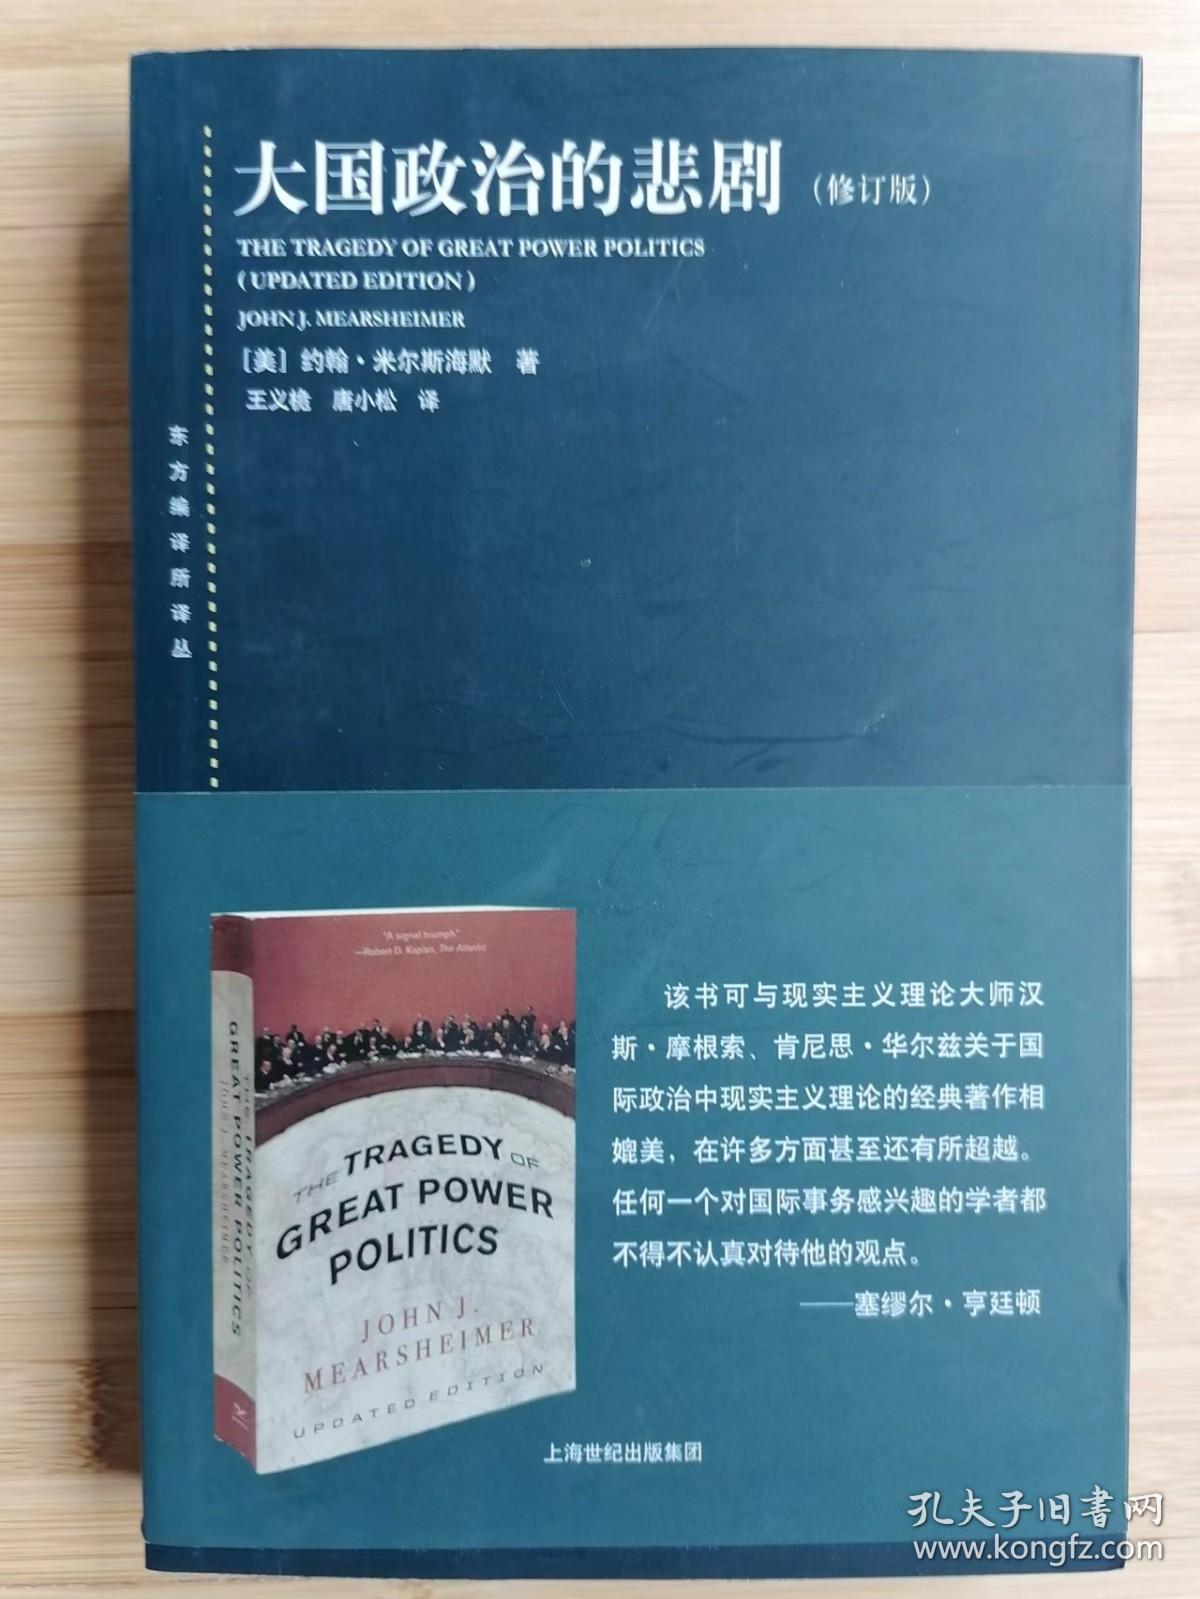 大国政治的悲剧（修订版）
THE TRAGEDY OF GREAT POWER POLITICS
(UPDATED EDITION)
JOHN J. MEARSHEIMER
［美］约翰·米尔斯海默 著
王义桅 唐小松 译
东方编译所译丛
"A signal triumph."
—Robert D. Kaplan, The Atlantic
THE TRAGEDY OF
GREAT POWER
POLITICS
JOHN J.
MEARSHEIMER
UPDATED EDITION
THE TRAGEDY OF
GREAT POWER POLITICS
JOHN J. MEARSHEIMER
该书可与现实主义理论大师汉
斯·摩根索、肯尼思·华尔兹关于国
际政治中现实主义理论的经典著作相
媲美，在许多方面甚至还有所超越。
任何一个对国际事务感兴趣的学者都
不得不认真对待他的观点。
——塞缪尔·亨廷顿
上海世纪出版集团
孔夫子旧书网
www.kongfz.com